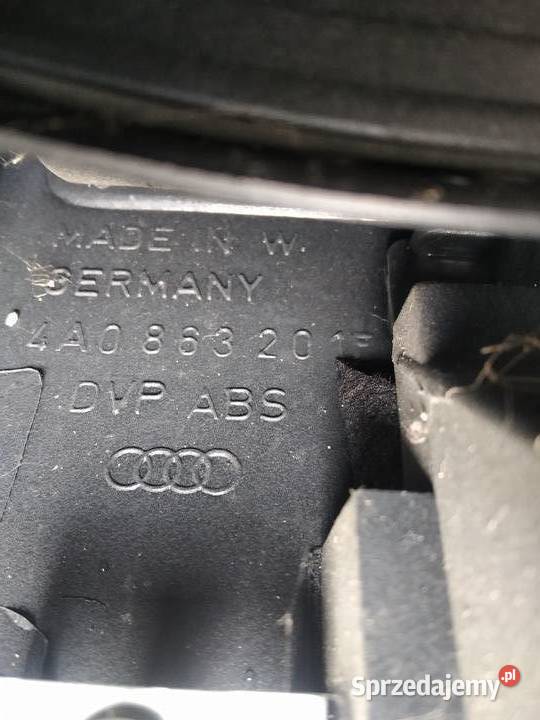 MADE IN W.
GERMANY
4A0 863 201
DVP ABS
Sprzedajemy.pl